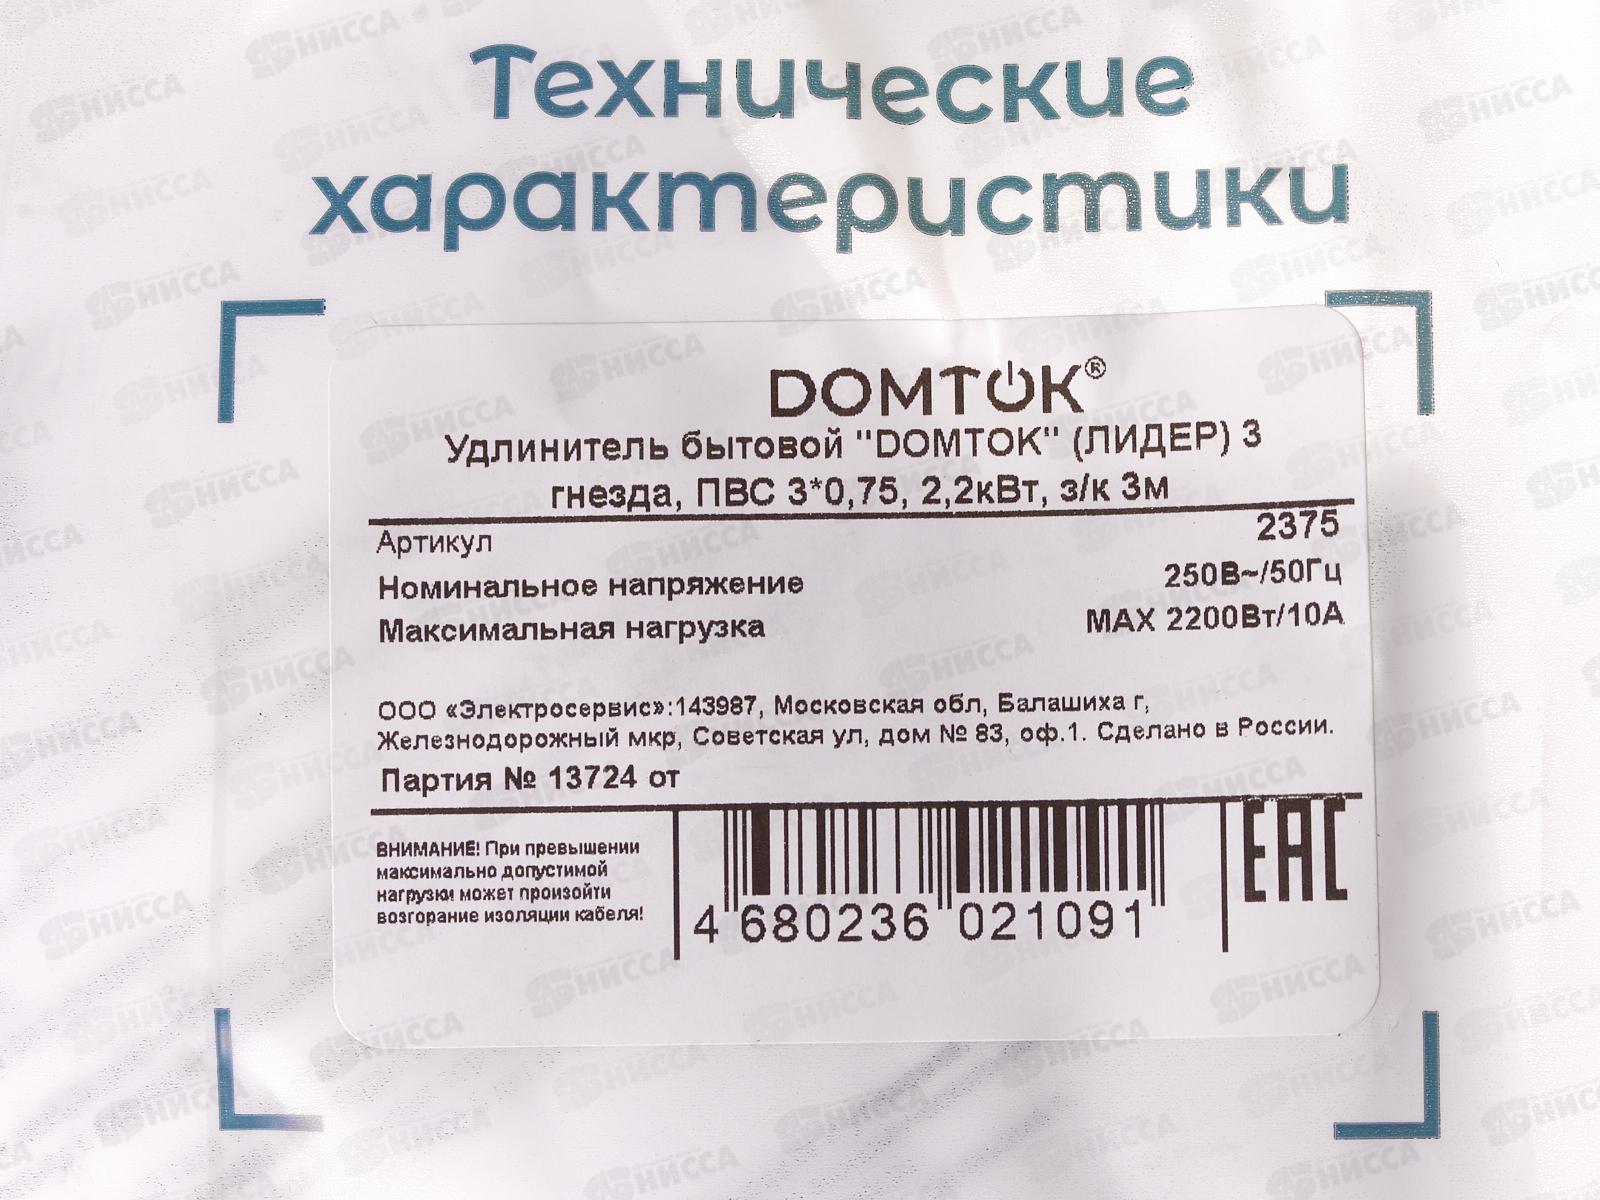 Технические
характеристики
DOMTOK®
Удлинитель бытовой "DOMTOK" (ЛИДЕР) 3
гнезда, ПВС 3*0,75, 2,2кВт, з/к 3м
Артикул 2375
Номинальное напряжение 250В~/50Гц
Максимальная нагрузка MAX 2200Вт/10А
ООО «Электросервис»:143987, Московская обл, Балашиха г,
Железнодорожный мкр, Советская ул, дом № 83, оф.1. Сделано в России.
Партия № 13724 от
ВНИМАНИЕ! При превышении
максимально допустимой
нагрузки может произойти
возгорание изоляции кабеля!
4 680236 021091
EAC
НИССА